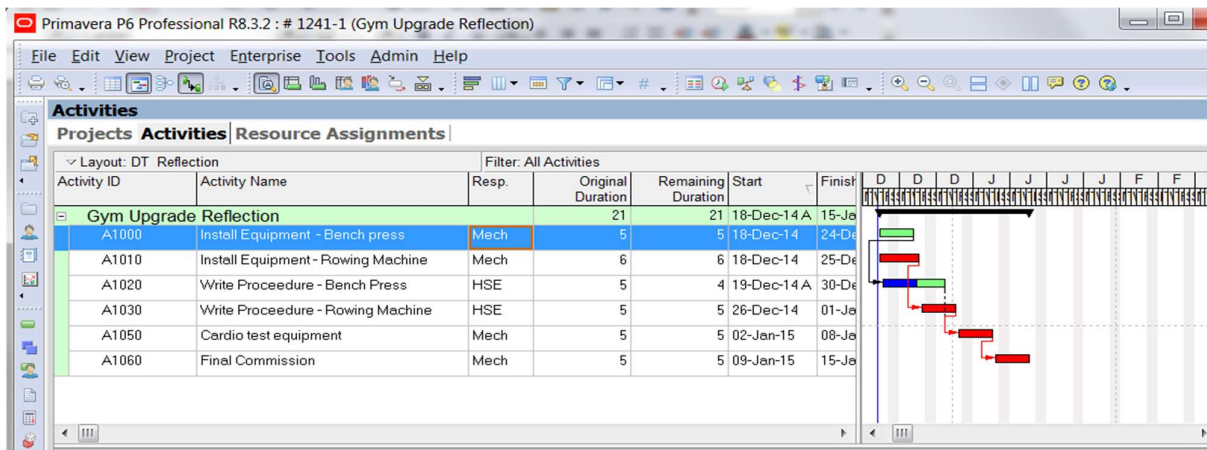 Primavera P6 Professional R8.3.2 : # 1241-1 (Gym Upgrade Reflection)
File Edit View Project Enterprise Tools Admin Help
Activities
Projects Activities Resource Assignments
Layout: DT Reflection Filter: All Activities
Activity ID Activity Name Resp. Original Duration Remaining Duration Start Finish D D D J J J J F F
Gym Upgrade Reflection 21 21 18-Dec-14 A 15-Ja
A1000 Install Equipment - Bench press Mech 5 5 18-Dec-14 24-De
A1010 Install Equipment - Rowing Machine Mech 6 6 18-Dec-14 25-De
A1020 Write Proceedure - Bench Press HSE 5 4 19-Dec-14 A 30-De
A1030 Write Proceedure - Rowing Machine HSE 5 5 26-Dec-14 01-Ja
A1050 Cardio test equipment Mech 5 5 02-Jan-15 08-Ja
A1060 Final Commission Mech 5 5 09-Jan-15 15-Ja